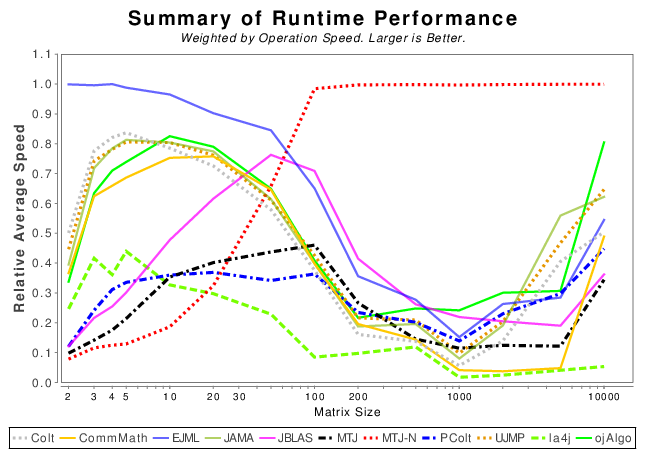 Summary of Runtime Performance
Weighted by Operation Speed. Larger is Better.
Relative Average Speed
1.1
1.0
0.9
0.8
0.7
0.6
0.5
0.4
0.3
0.2
0.1
0.0
2 3 4 5 10 20 30 100 200 1000 10000
Matrix Size
Colt CommMath EJML JAMA JBLAS MTJ MTJ-N PColt UJMP la4j ojAlgo